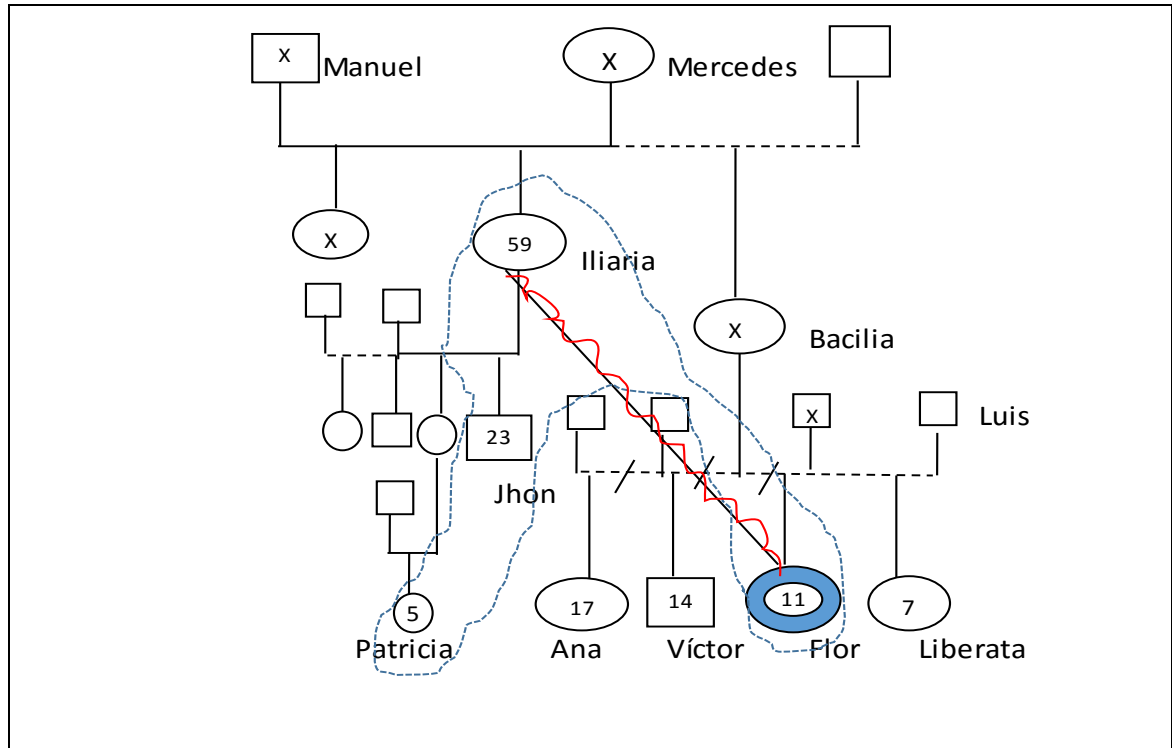 X Manuel X Mercedes
X 59 Iliaria
X Bacilia
23 X Luis
Jhon
5 17 14 11 7
Patricia Ana Víctor Flor Liberata